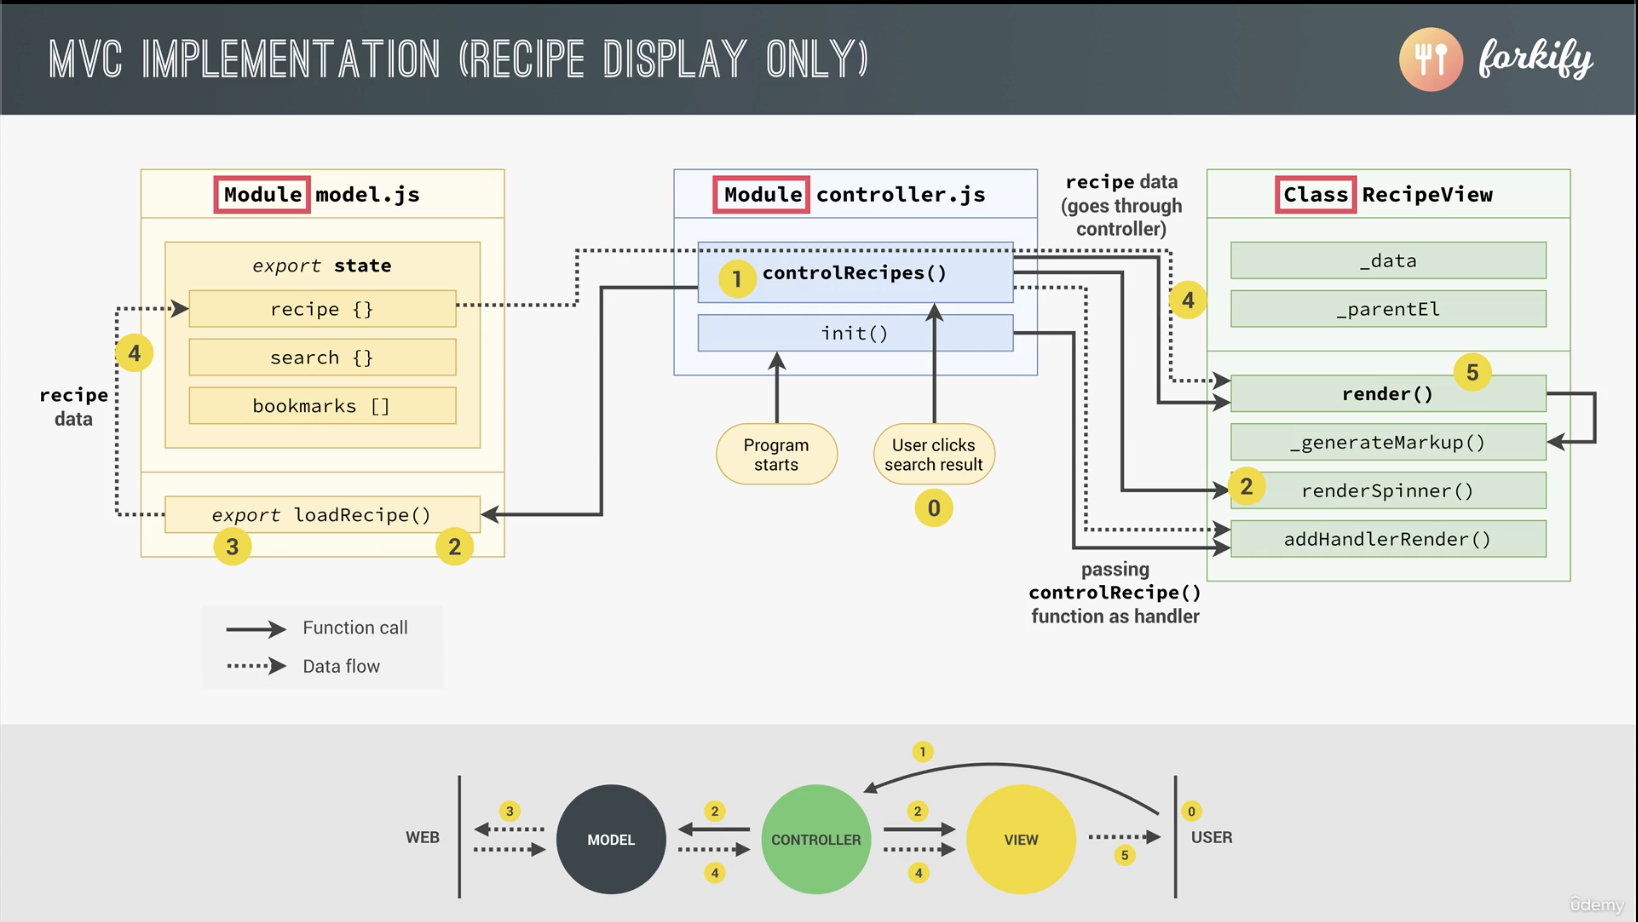 MVC IMPLEMENTATION (RECIPE DISPLAY ONLY)
forkify
Module model.js
export state
recipe {}
search {}
bookmarks []
export loadRecipe()
3
2
4
recipe
data
Module controller.js
1
controlRecipes()
init()
Program
starts
User clicks
search result
0
recipe data
(goes through
controller)
4
Class RecipeView
_data
_parentEl
5
render()
_generateMarkup()
2
renderSpinner()
addHandlerRender()
passing
controlRecipe()
function as handler
Function call
Data flow
1
3
2
2
0
WEB
MODEL
CONTROLLER
VIEW
USER
4
4
5
ûdemy